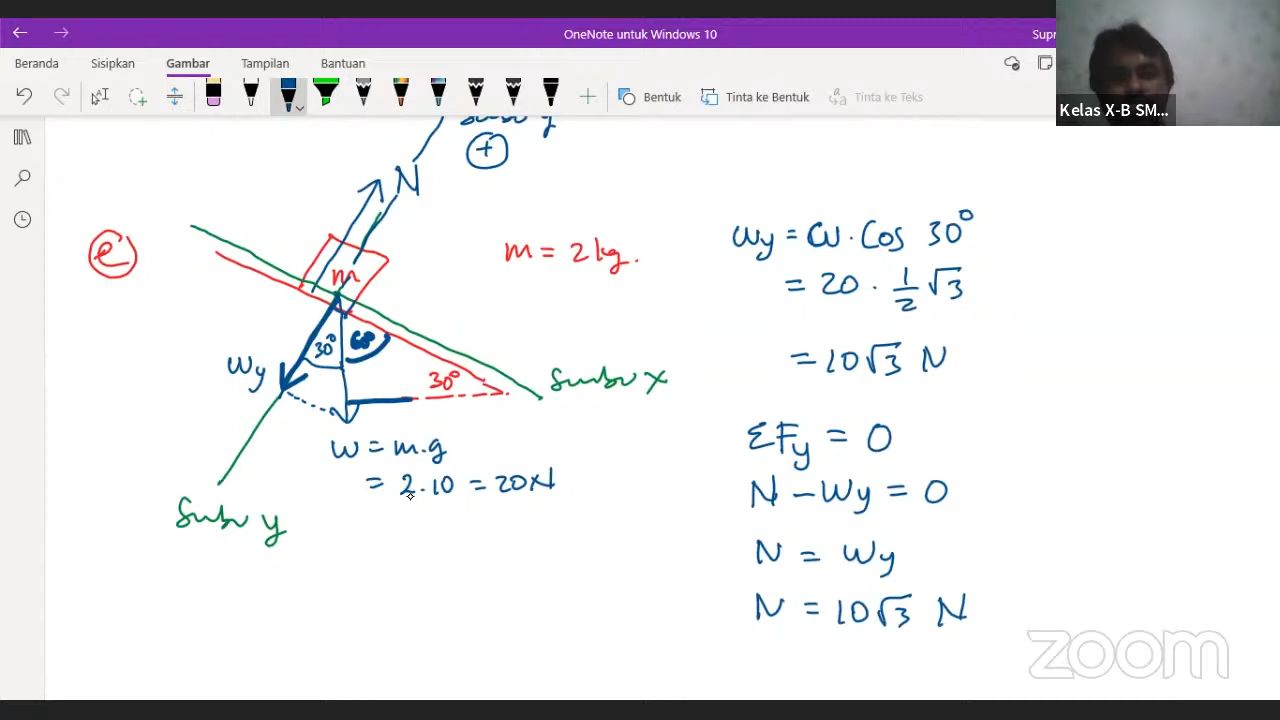 OneNote untuk Windows 10
Supr
Beranda
Sisipkan
Gambar
Tampilan
Bantuan
Bentuk
Tinta ke Bentuk
Tinta ke Teks
Kelas X-B SM...
Sumbu y
+
N
e
m
m = 2 kg.
30°
60°
30°
Wy
Sumbu x
W = m.g
= 2.10 = 20N
Sumbu y
Wy = W. Cos 30°
= 20 . 1/2 √3
= 10√3 N
ΣFy = 0
N - Wy = 0
N = Wy
N = 10√3 N
zoom